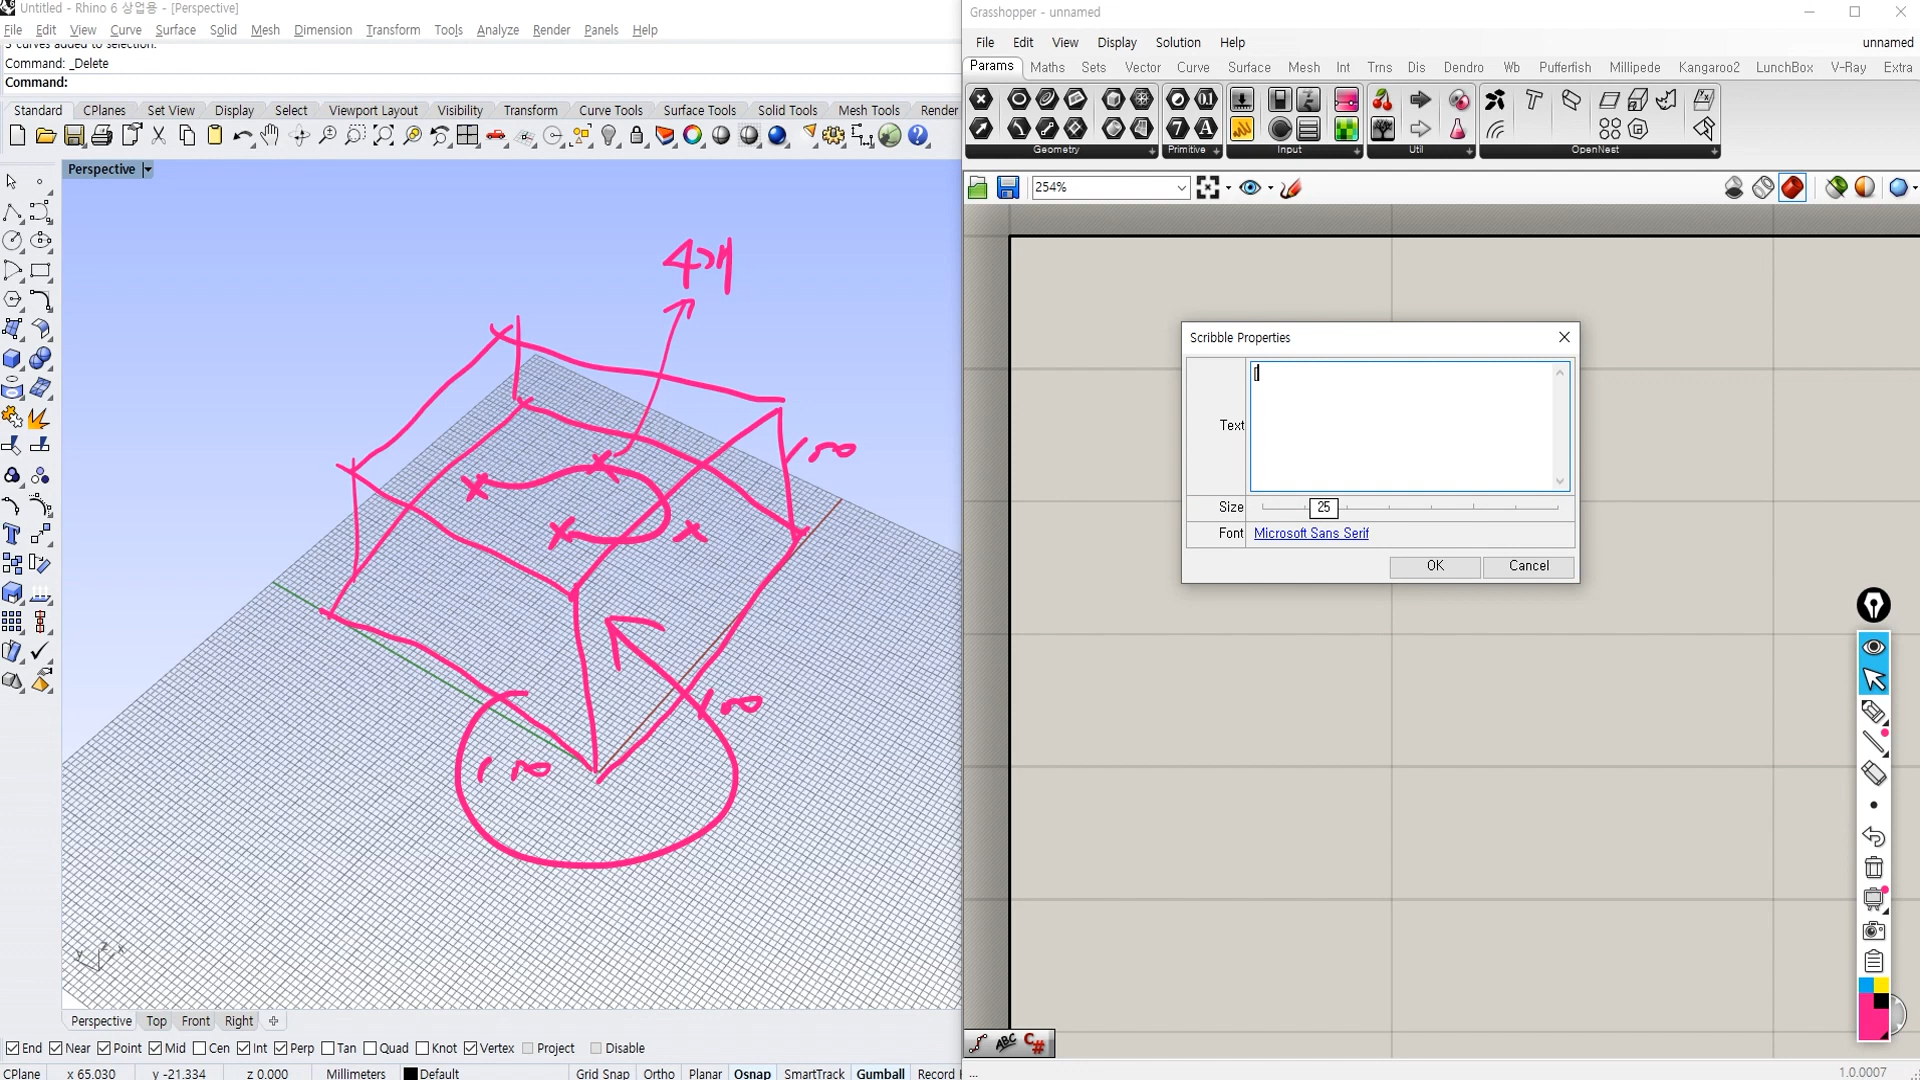 Untitled - Rhino 6 상업용 - [Perspective]
File Edit View Curve Surface Solid Mesh Dimension Transform Tools Analyze Render Panels Help
3 curves added to selection.
Command: _Delete
Command:
Standard CPlanes Set View Display Select Viewport Layout Visibility Transform Curve Tools Surface Tools Solid Tools Mesh Tools Render
Perspective
4개
100
100
100
z
y x
Perspective Top Front Right
End Near Point Mid Cen Int Perp Tan Quad Knot Vertex Project Disable
CPlane x 65.030 y -21.334 z 0.000 Millimeters Default Grid Snap Ortho Planar Osnap SmartTrack Gumball Record
Grasshopper - unnamed
File Edit View Display Solution Help unnamed
Params Maths Sets Vector Curve Surface Mesh Int Trns Dis Dendro Wb Pufferfish Millipede Kangaroo2 LunchBox V-Ray Extra
Geometry Primitive Input Util OpenNest
254%
Scribble Properties
Text
Size 25
Font Microsoft Sans Serif
OK Cancel
ABC C#
... 1.0.0007